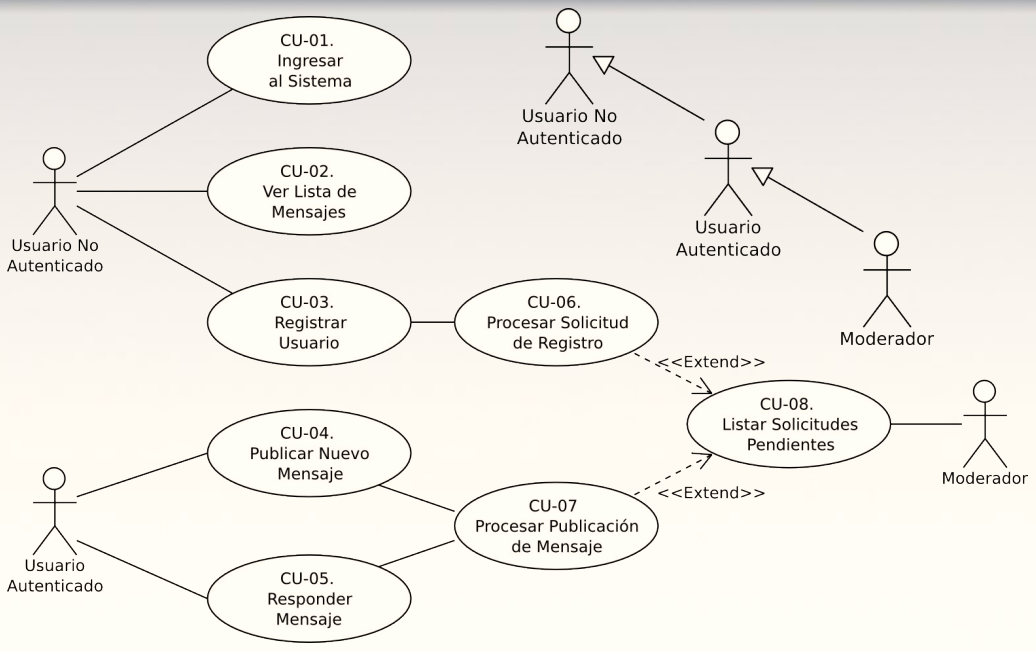 CU-01.
Ingresar
al Sistema
Usuario No
Autenticado
CU-02.
Ver Lista de
Mensajes
Usuario No
Autenticado
Usuario
Autenticado
Moderador
CU-03.
Registrar
Usuario
CU-06.
Procesar Solicitud
de Registro
<<Extend>>
CU-08.
Listar Solicitudes
Pendientes
Moderador
CU-04.
Publicar Nuevo
Mensaje
<<Extend>>
CU-07
Procesar Publicación
de Mensaje
Usuario
Autenticado
CU-05.
Responder
Mensaje